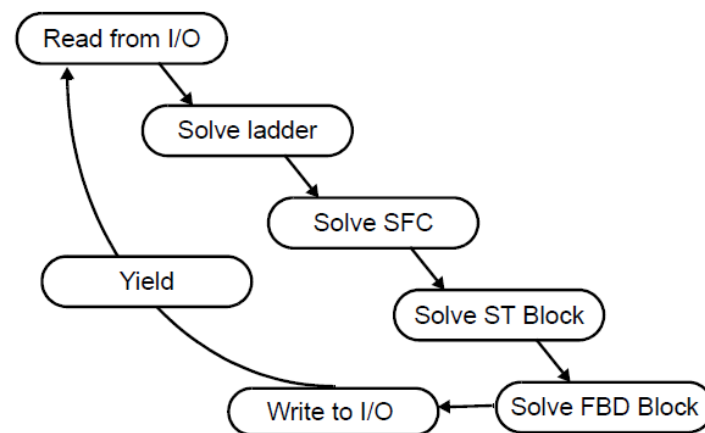 Read from I/O
Solve ladder
Solve SFC
Yield
Solve ST Block
Write to I/O
Solve FBD Block